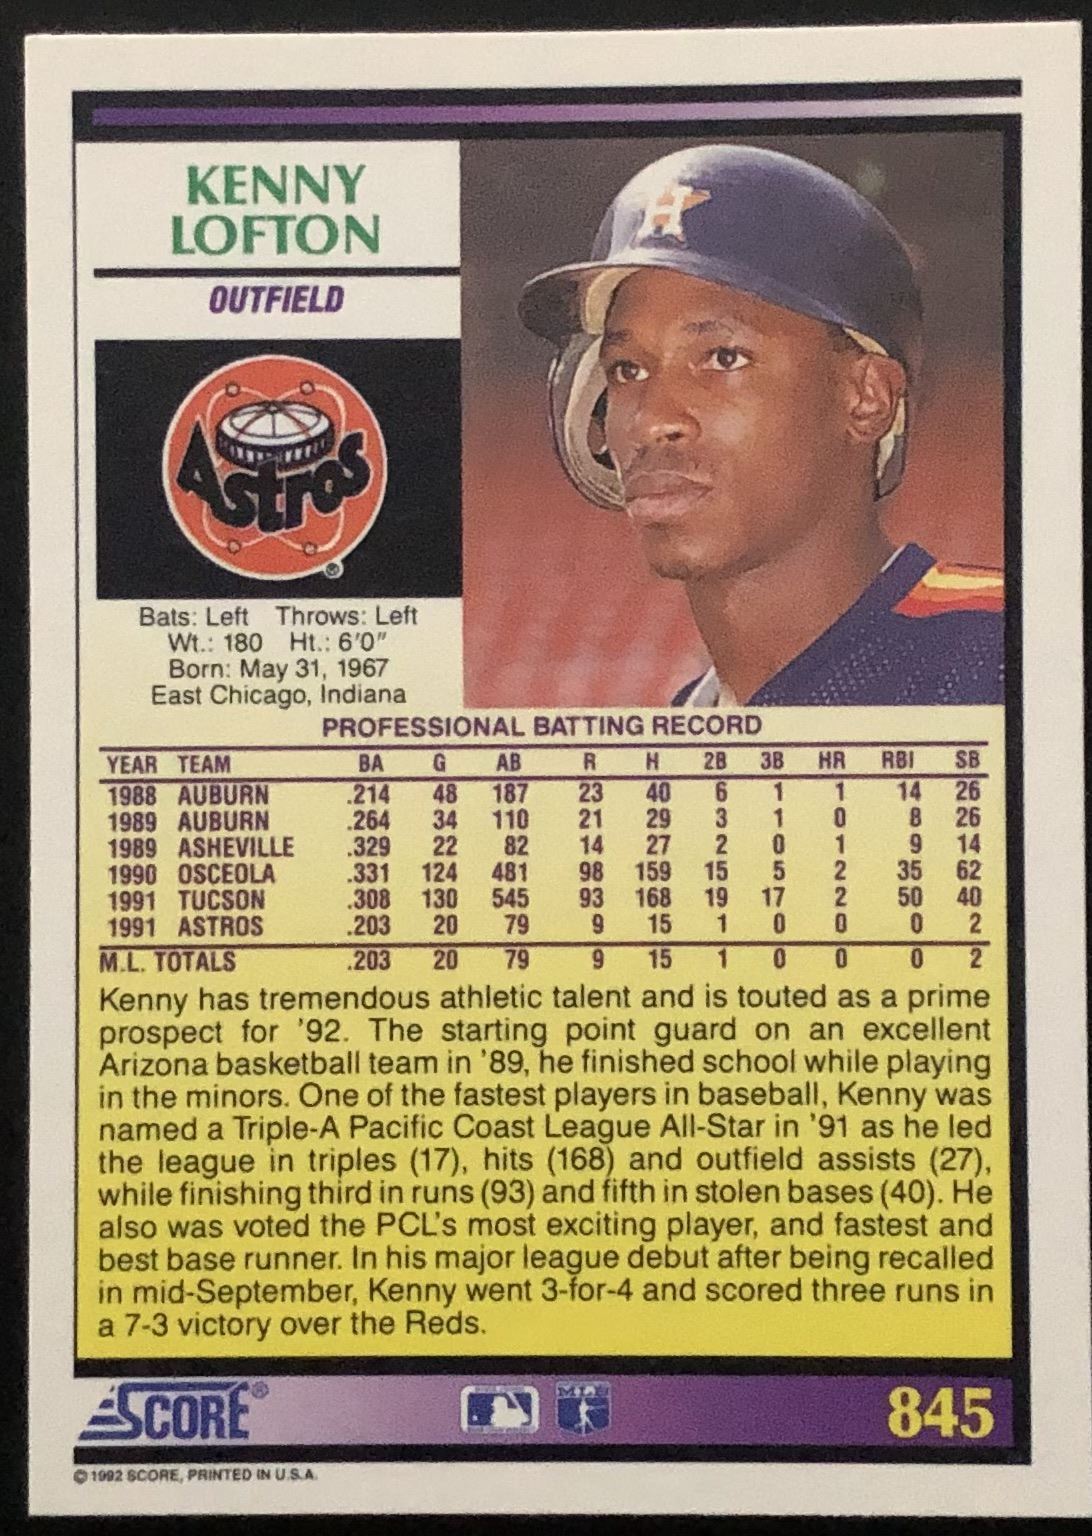 KENNY
LOFTON
OUTFIELD
H
Astros
®
Bats: Left Throws: Left
Wt.: 180 Ht.: 6'0"
Born: May 31, 1967
East Chicago, Indiana
PROFESSIONAL BATTING RECORD
YEAR TEAM BA G AB R H 2B 3B HR RBI SB
1988 AUBURN .214 48 187 23 40 6 1 1 14 26
1989 AUBURN .264 34 110 21 29 3 1 0 8 26
1989 ASHEVILLE .329 22 82 14 27 2 0 1 9 14
1990 OSCEOLA .331 124 481 98 159 15 5 2 35 62
1991 TUCSON .308 130 545 93 168 19 17 2 50 40
1991 ASTROS .203 20 79 9 15 1 0 0 0 2
M.L. TOTALS .203 20 79 9 15 1 0 0 0 2
Kenny has tremendous athletic talent and is touted as a prime
prospect for '92. The starting point guard on an excellent
Arizona basketball team in '89, he finished school while playing
in the minors. One of the fastest players in baseball, Kenny was
named a Triple-A Pacific Coast League All-Star in '91 as he led
the league in triples (17), hits (168) and outfield assists (27),
while finishing third in runs (93) and fifth in stolen bases (40). He
also was voted the PCL's most exciting player, and fastest and
best base runner. In his major league debut after being recalled
in mid-September, Kenny went 3-for-4 and scored three runs in
a 7-3 victory over the Reds.
SCORE® MLB 845
© 1992 SCORE, PRINTED IN U.S.A.